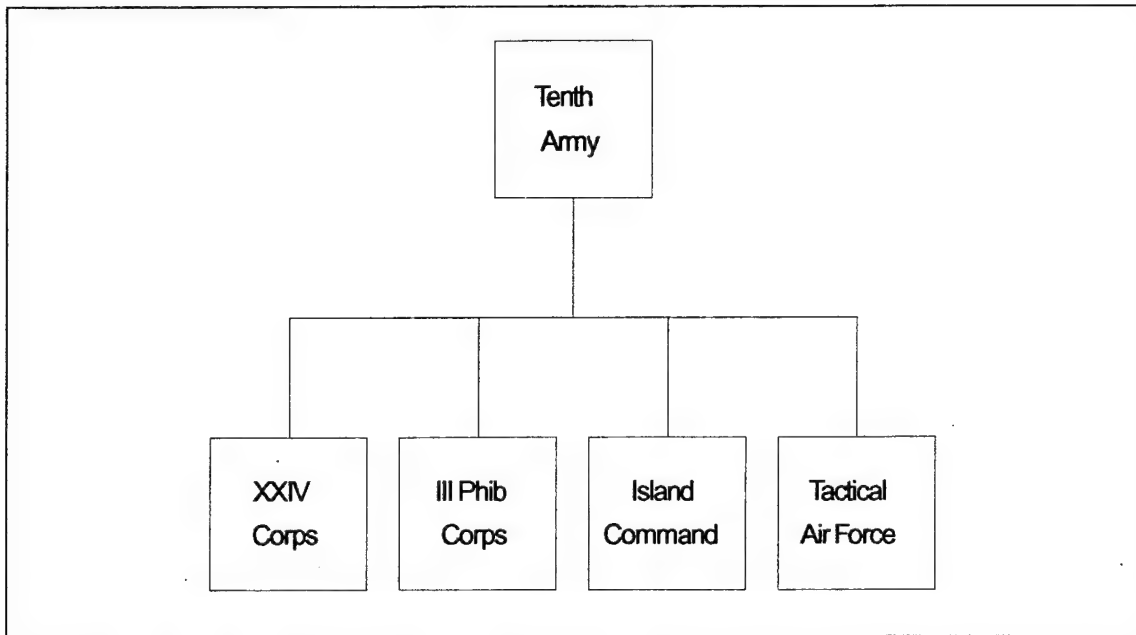 Tenth
Army
XXIV
Corps
III Phib
Corps
Island
Command
Tactical
Air Force